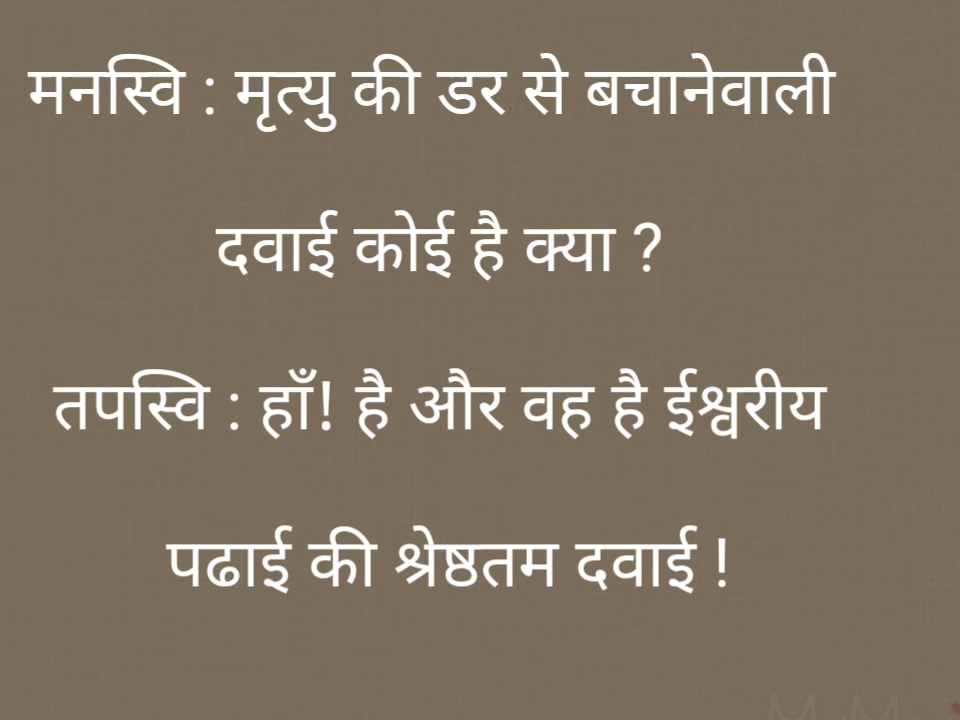 मनस्वि : मृत्यु की डर से बचानेवाली
दवाई कोई है क्या ?
तपस्वि : हाँ! है और वह है ईश्वरीय
पढाई की श्रेष्ठतम दवाई !